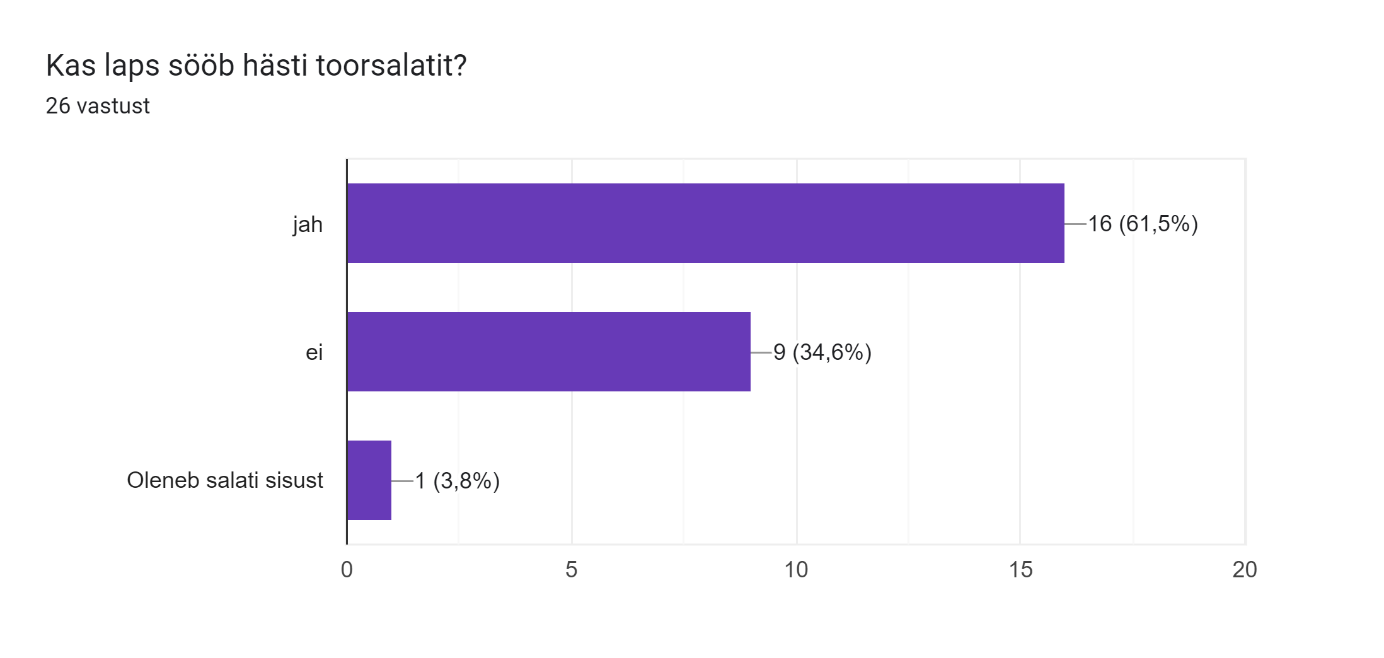 Kas laps sööb hästi toorsalatit?
26 vastust
jah
16 (61,5%)
ei
9 (34,6%)
Oleneb salati sisust
1 (3,8%)
0 5 10 15 20